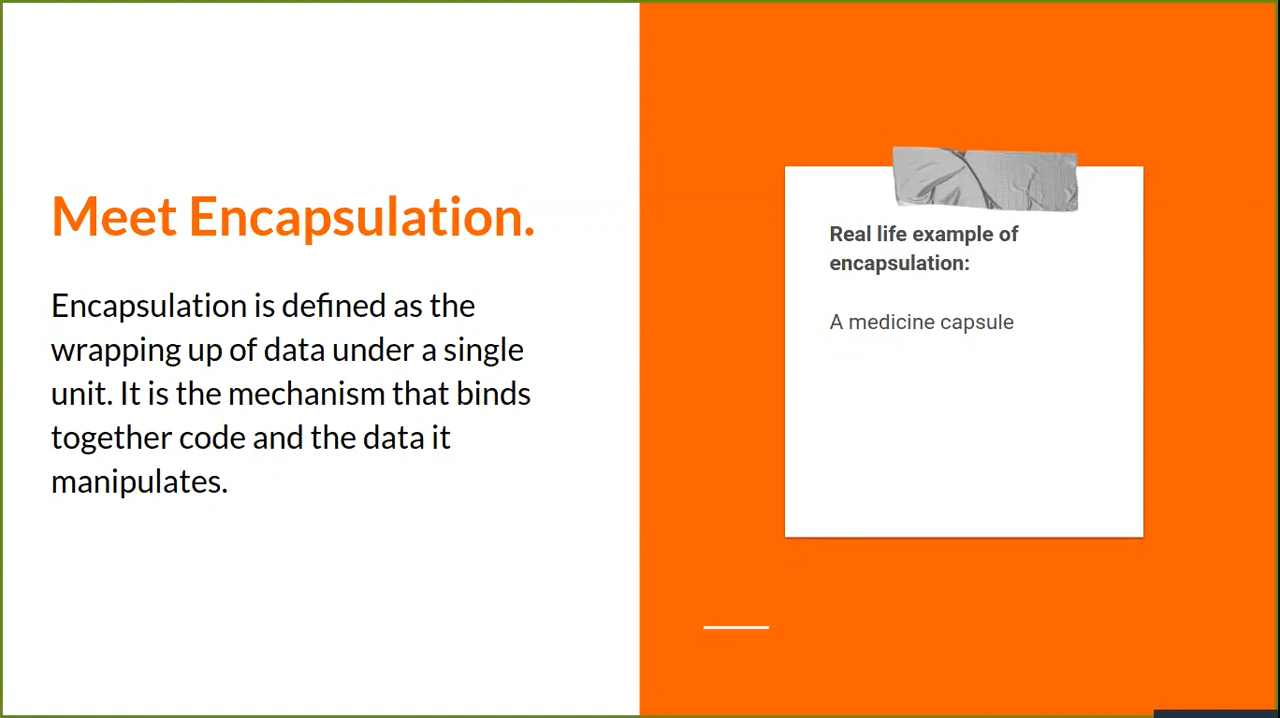 Meet Encapsulation.
Encapsulation is defined as the
wrapping up of data under a single
unit. It is the mechanism that binds
together code and the data it
manipulates.
Real life example of
encapsulation:
A medicine capsule